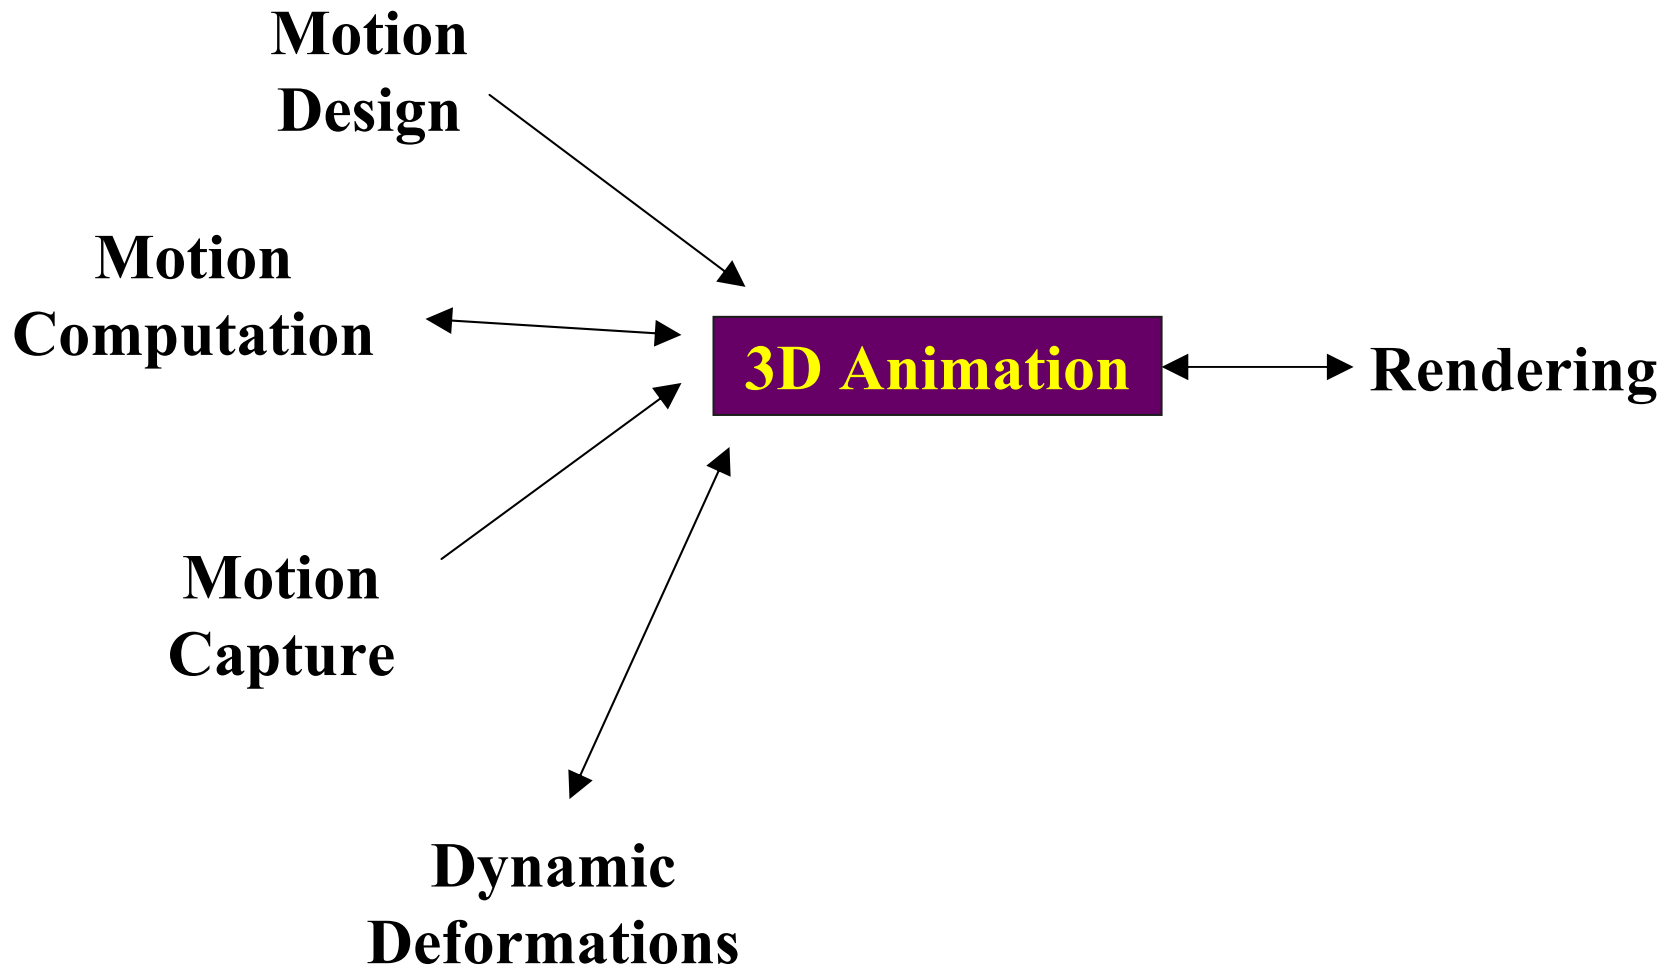 Motion
Design
Motion
Computation
3D Animation
Rendering
Motion
Capture
Dynamic
Deformations